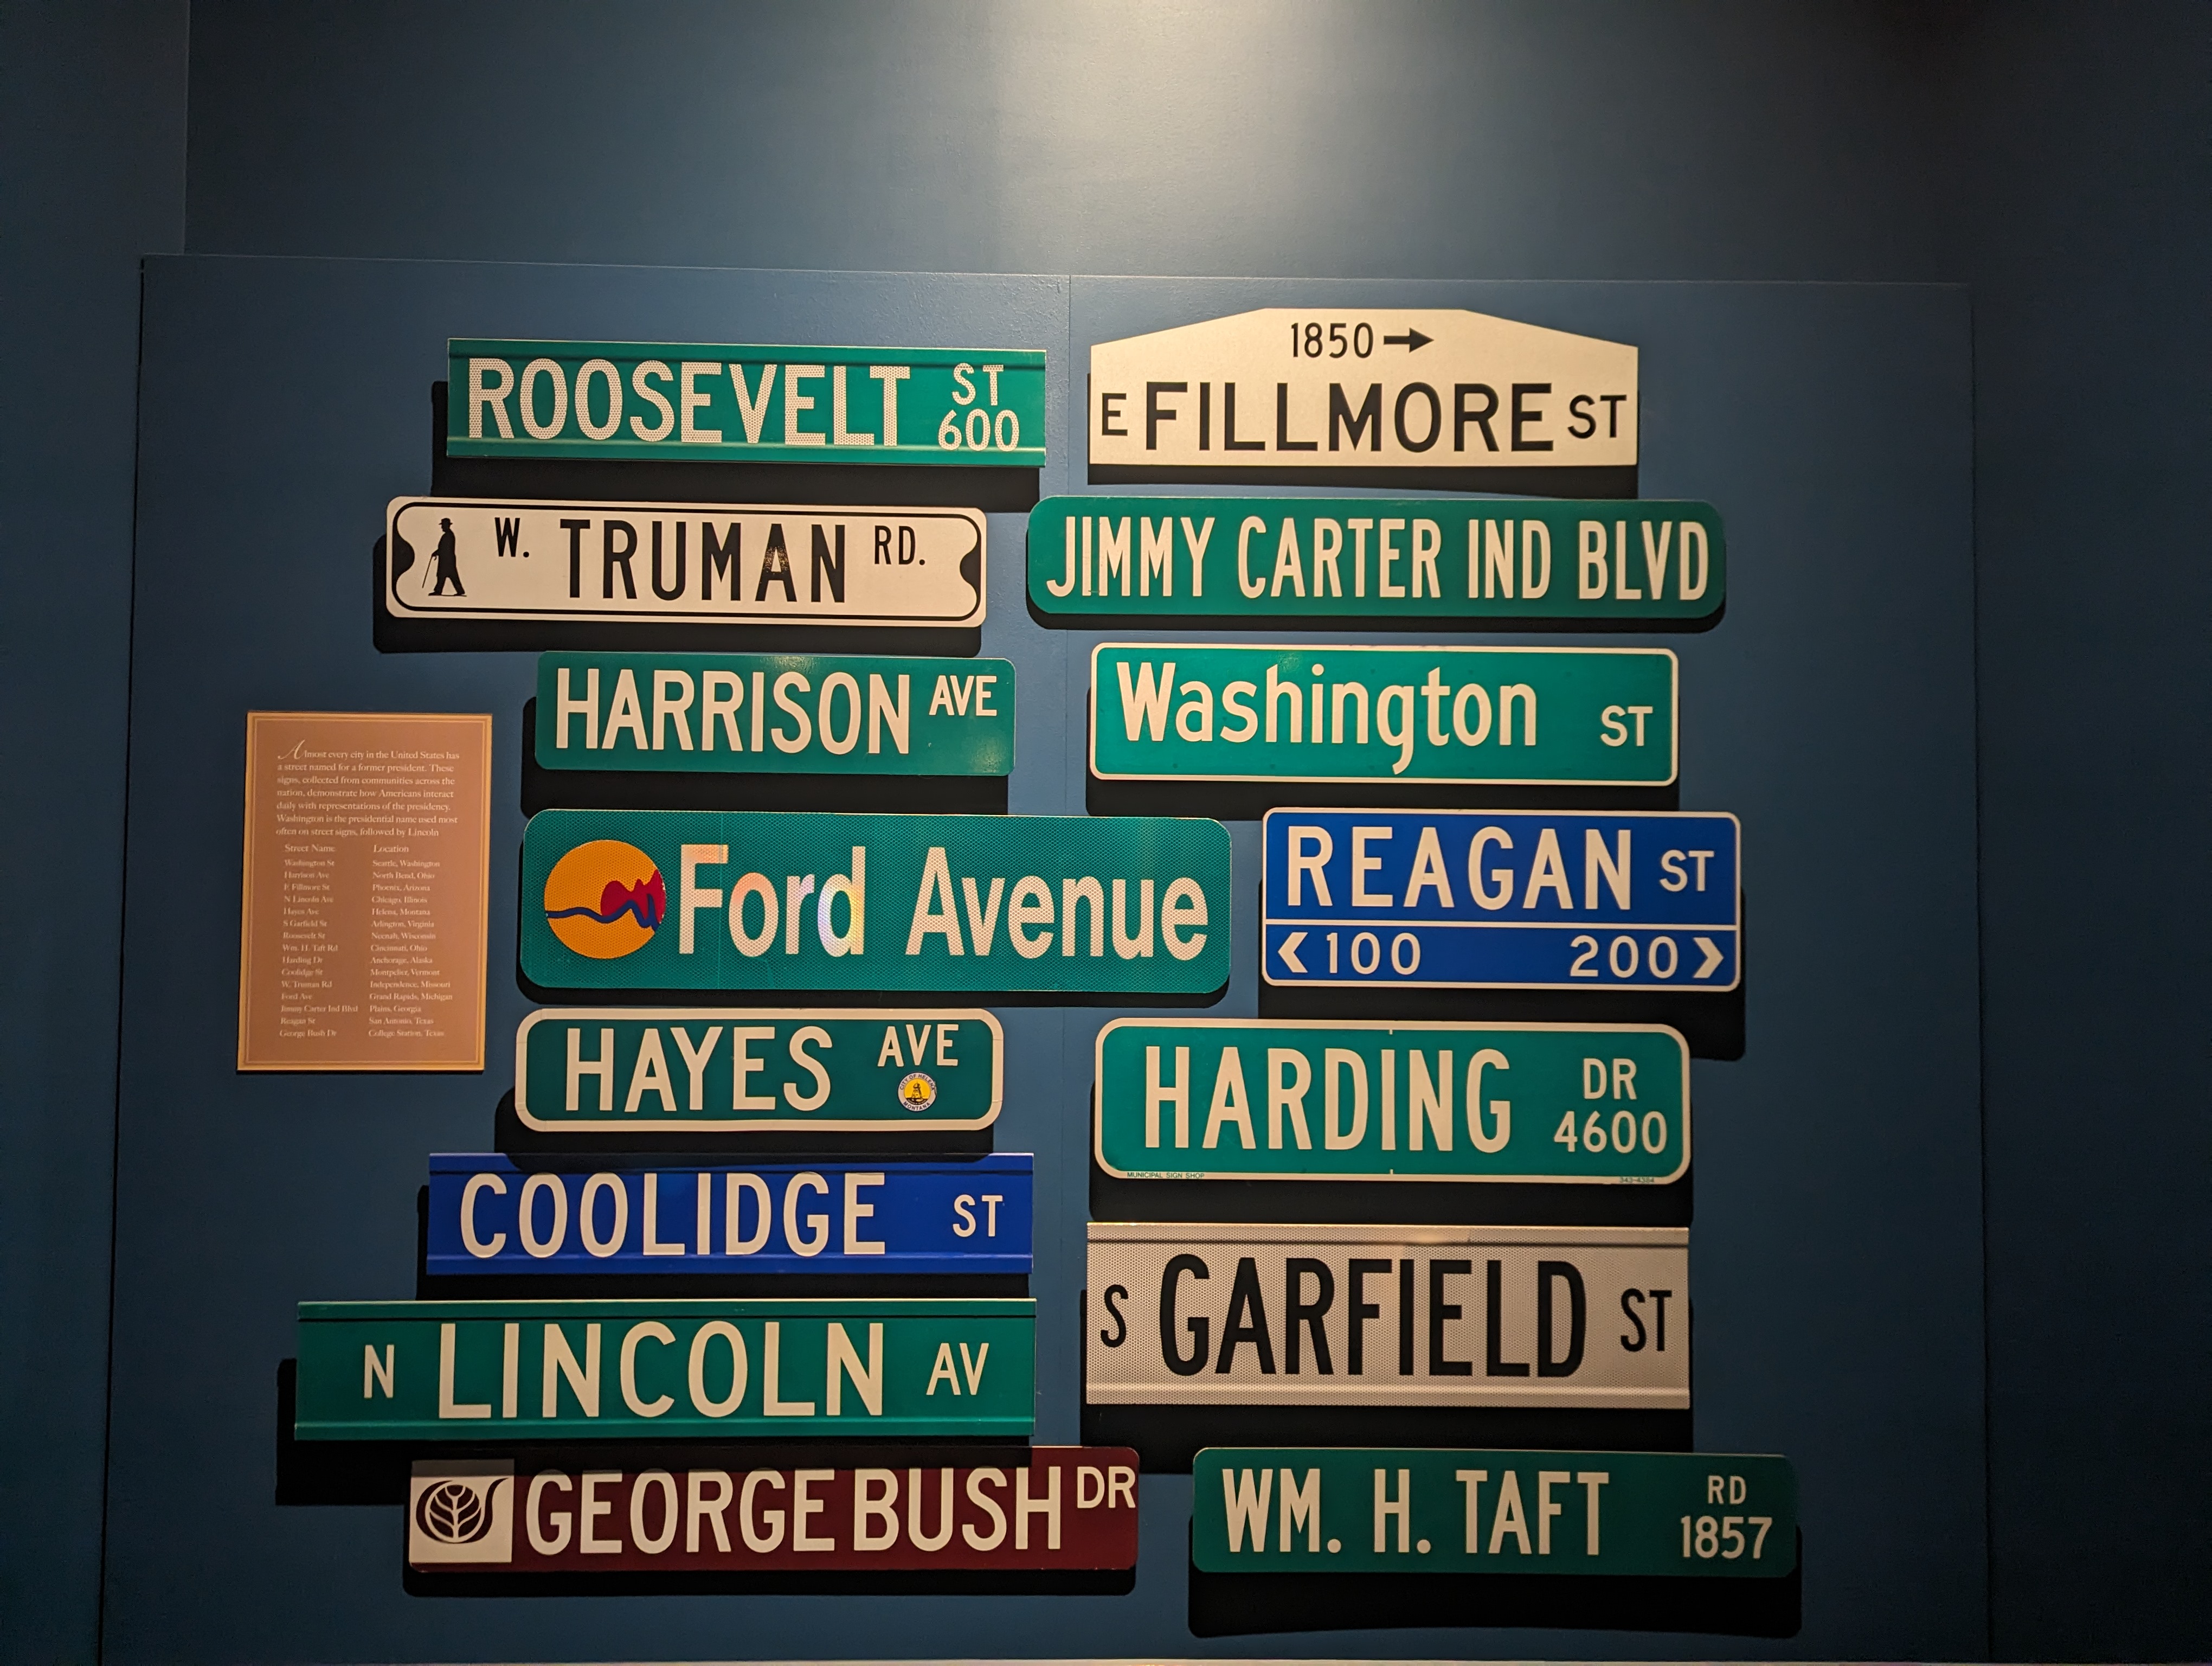 ROOSEVELT ST
600
1850
E FILLMORE ST
W. TRUMAN RD.
JIMMY CARTER IND BLVD
HARRISON AVE
Washington ST
Almost every city in the United States has
a street named for a former president. These
signs, collected from communities across the
nation, demonstrate how Americans interact
daily with representations of the presidency.
Washington is the presidential name used most
often on street signs, followed by Lincoln
Street Name Location
Washington St Seattle, Washington
Harrison Ave North Bend, Ohio
E Fillmore St Phoenix, Arizona
N Lincoln Ave Chicago, Illinois
Hayes Ave Helena, Montana
S Garfield St Arlington, Virginia
Roosevelt St Neenah, Wisconsin
Wm. H. Taft Rd Cincinnati, Ohio
Harding Dr Anchorage, Alaska
Coolidge St Montpelier, Vermont
W. Truman Rd Independence, Missouri
Ford Ave Grand Rapids, Michigan
Jimmy Carter Ind Blvd Plains, Georgia
Reagan St San Antonio, Texas
George Bush Dr College Station, Texas
Ford Avenue
REAGAN ST
100 200
HAYES AVE
CITY OF HELENA
MONTANA
HARDING DR
4600
MUNICIPAL SIGN SHOP 343-4384
COOLIDGE ST
S GARFIELD ST
N LINCOLN AV
GEORGE BUSH DR
WM. H. TAFT RD
1857